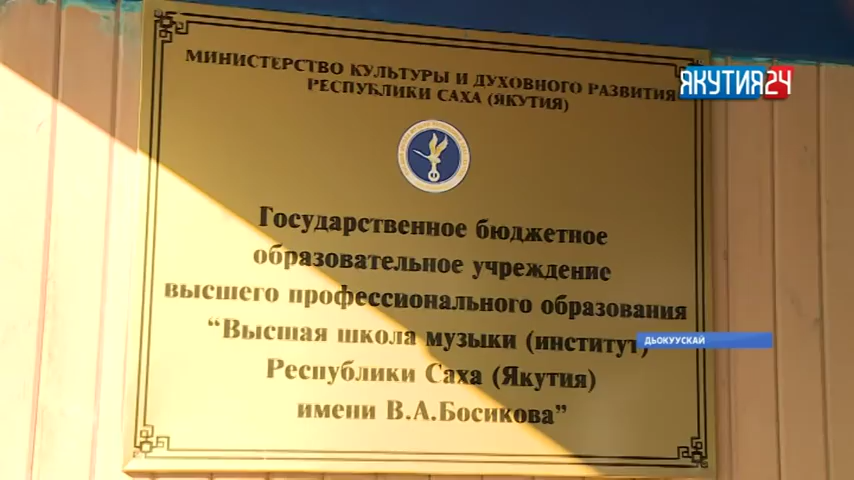 МИНИСТЕРСТВО КУЛЬТУРЫ И ДУХОВНОГО РАЗВИТИЯ
РЕСПУБЛИКИ САХА (ЯКУТИЯ)
ЯКУТИЯ24
Государственное бюджетное
образовательное учреждение
высшего профессионального образования
“Высшая школа музыки (институт)
ДЬОКУУСКАЙ
Республики Саха (Якутия)
имени В.А.Босикова”